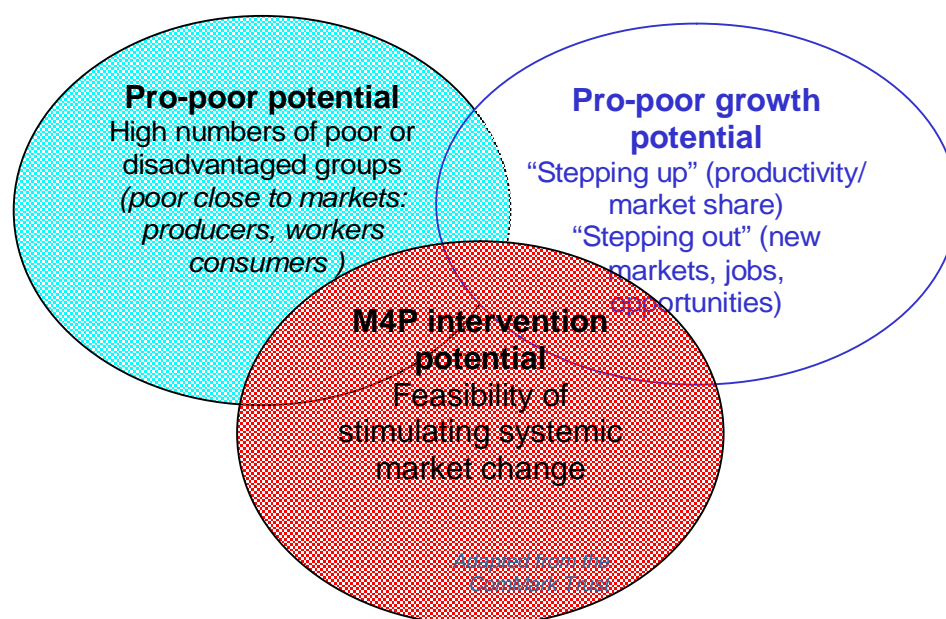 Pro-poor potential
High numbers of poor or
disadvantaged groups
(poor close to markets:
producers, workers
consumers )
Pro-poor growth
potential
“Stepping up” (productivity/
market share)
“Stepping out” (new
markets, jobs,
opportunities)
M4P intervention
potential
Feasibility of
stimulating systemic
market change
Adapted from the
ComMark Trust